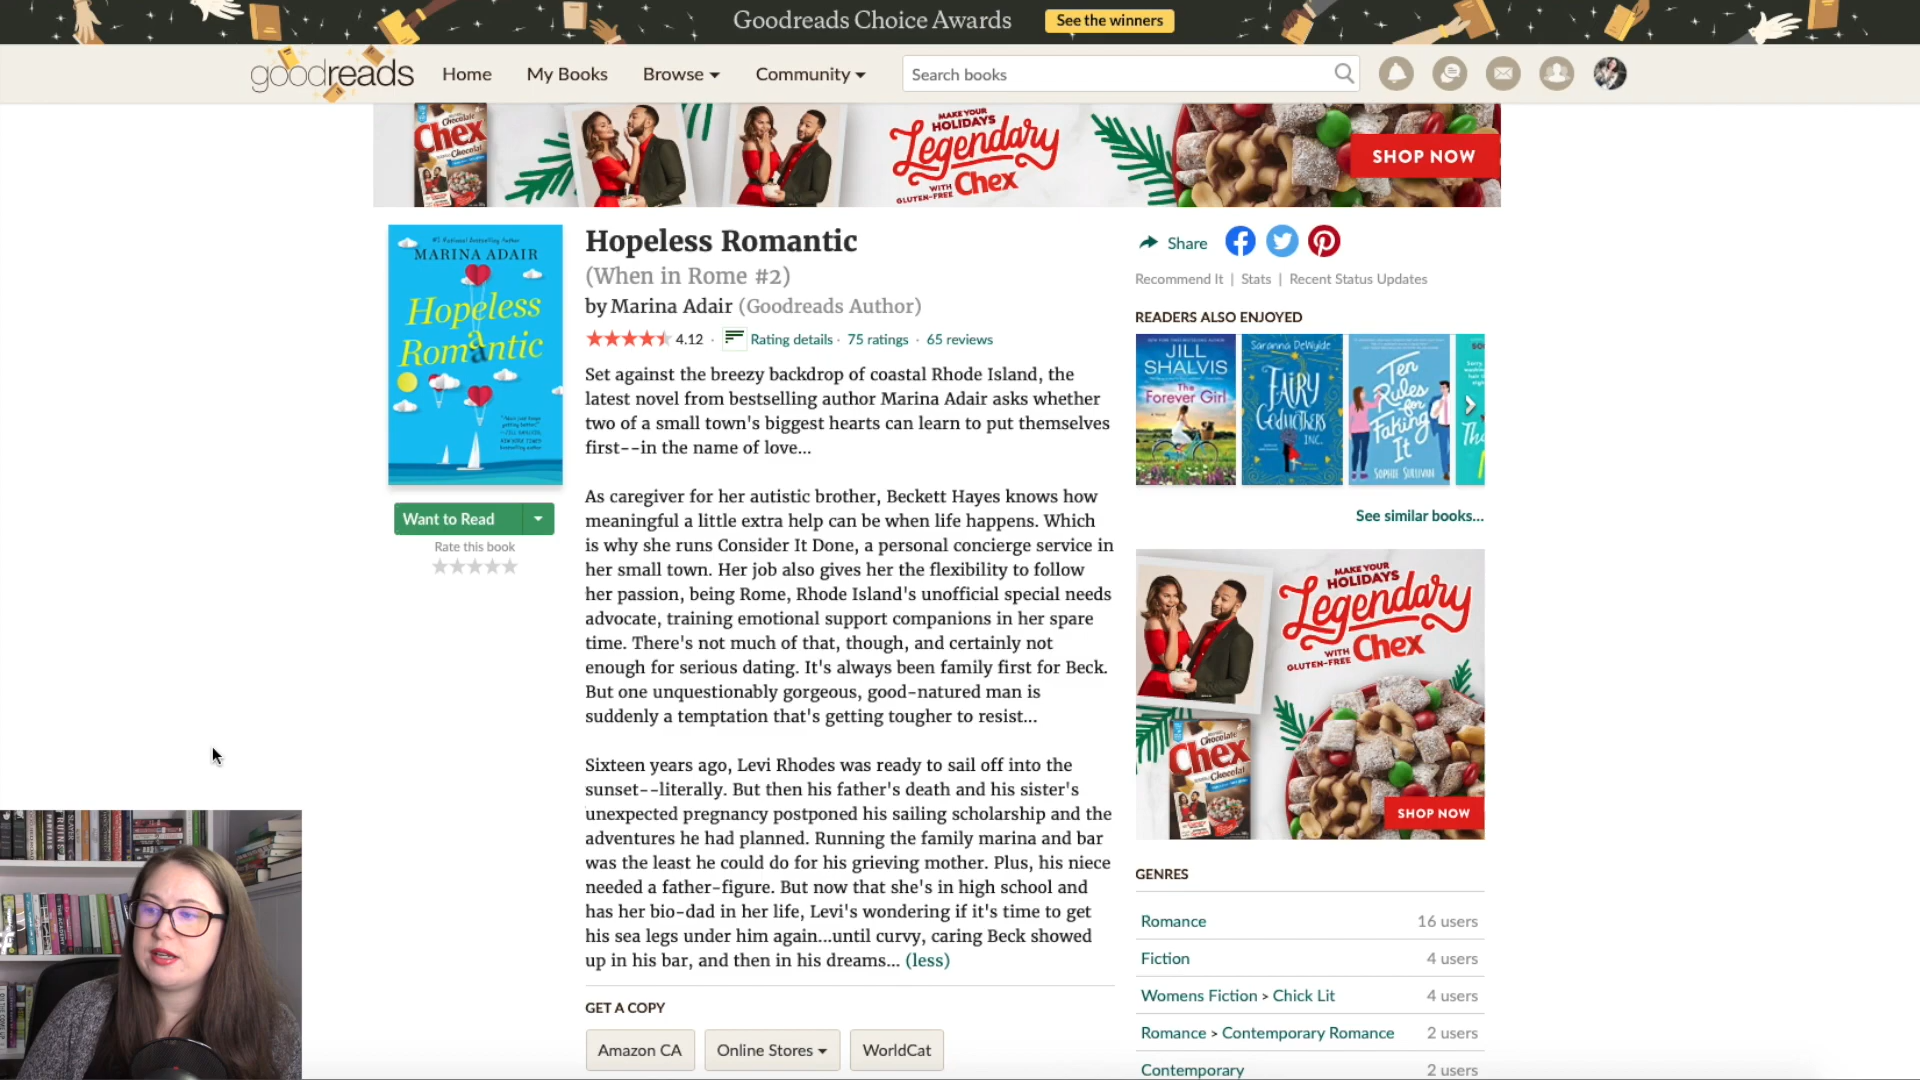 Goodreads Choice Awards
See the winners
goodreads
Home
My Books
Browse
Community
Search books
Chocolate
Chex
MAKE YOUR
HOLIDAYS
Legendary
WITH
GLUTEN-FREE
Chex
SHOP NOW
MARINA ADAIR
Hopeless
Romantic
Want to Read
Rate this book
Hopeless Romantic
(When in Rome #2)
by Marina Adair (Goodreads Author)
4.12 · Rating details · 75 ratings · 65 reviews
Set against the breezy backdrop of coastal Rhode Island, the
latest novel from bestselling author Marina Adair asks whether
two of a small town's biggest hearts can learn to put themselves
first--in the name of love...
As caregiver for her autistic brother, Beckett Hayes knows how
meaningful a little extra help can be when life happens. Which
is why she runs Consider It Done, a personal concierge service in
her small town. Her job also gives her the flexibility to follow
her passion, being Rome, Rhode Island's unofficial special needs
advocate, training emotional support companions in her spare
time. There's not much of that, though, and certainly not
enough for serious dating. It's always been family first for Beck.
But one unquestionably gorgeous, good-natured man is
suddenly a temptation that's getting tougher to resist...
Sixteen years ago, Levi Rhodes was ready to sail off into the
sunset--literally. But then his father's death and his sister's
unexpected pregnancy postponed his sailing scholarship and the
adventures he had planned. Running the family marina and bar
was the least he could do for his grieving mother. Plus, his niece
needed a father-figure. But now that she's in high school and
has her bio-dad in her life, Levi's wondering if it's time to get
his sea legs under him again...until curvy, caring Beck showed
up in his bar, and then in his dreams... (less)
GET A COPY
Amazon CA
Online Stores
WorldCat
Share
Recommend It | Stats | Recent Status Updates
READERS ALSO ENJOYED
JILL
SHALVIS
The
Forever Girl
Saranna DeWylde
FAIRY
GODMOTHERS
INC.
Ten
Rules
for
Faking
It
SOPHIE SULLIVAN
See similar books...
MAKE YOUR
HOLIDAYS
Legendary
WITH
GLUTEN-FREE
Chex
Chocolate
Chex
SHOP NOW
GENRES
Romance 16 users
Fiction 4 users
Womens Fiction > Chick Lit 4 users
Romance > Contemporary Romance 2 users
Contemporary 2 users